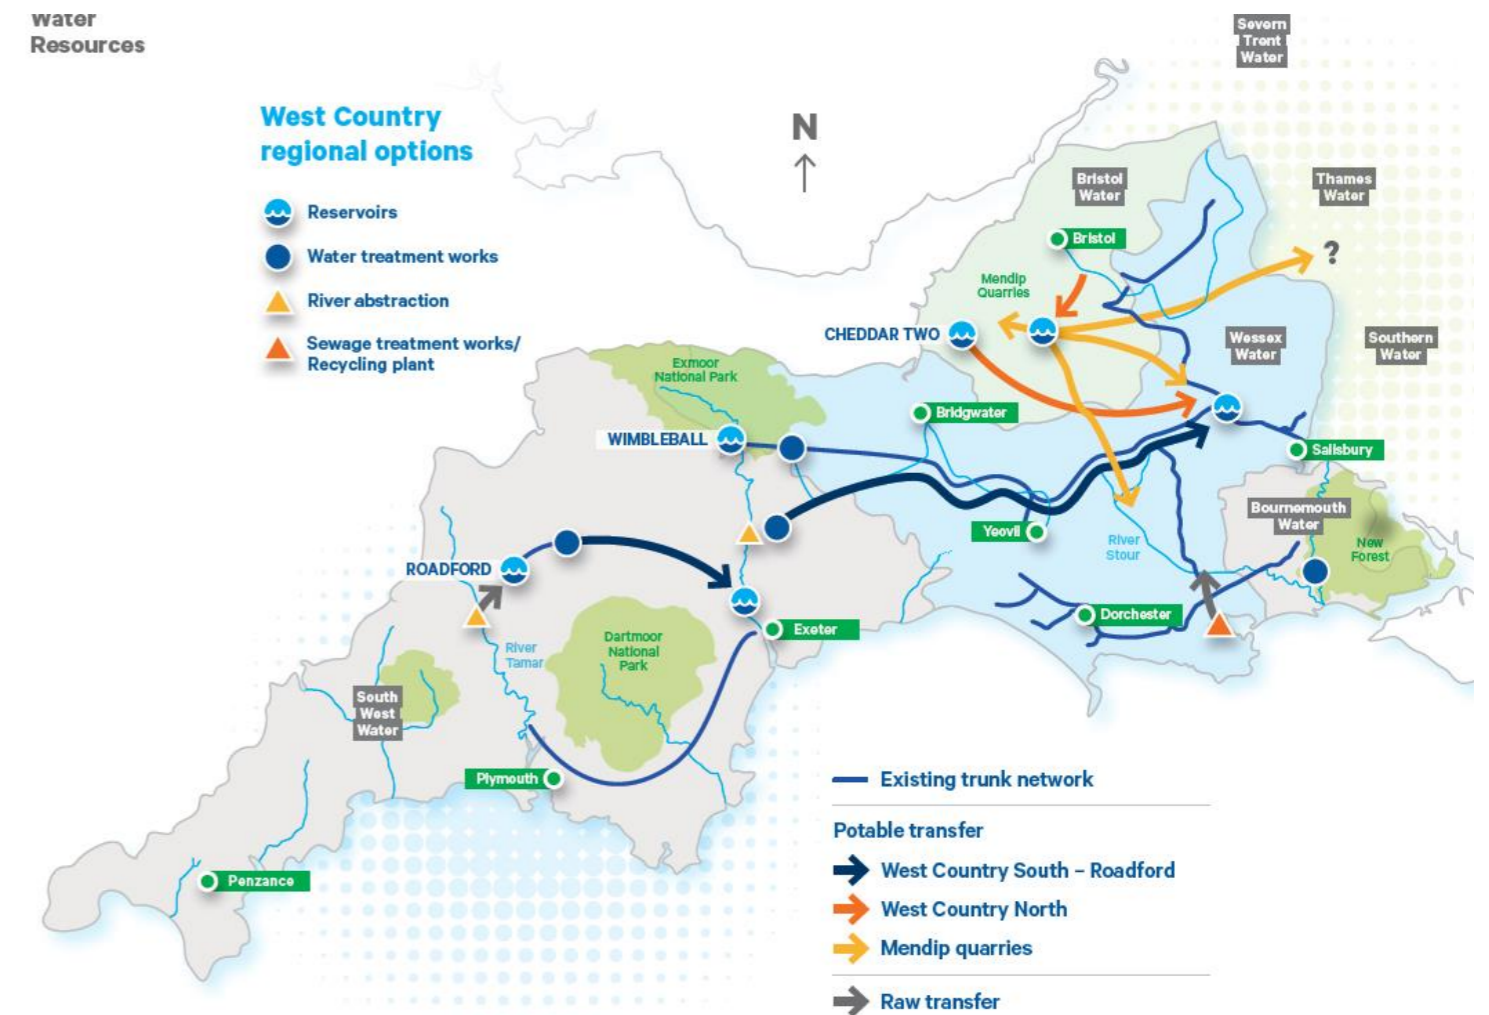 Water
Resources
Severn
Trent
Water
West Country
regional options
N
Reservoirs
Water treatment works
River abstraction
Sewage treatment works/
Recycling plant
Bristol
Water
Thames
Water
Bristol
?
Mendip
Quarries
CHEDDAR TWO
Wessex
Water
Southern
Water
Exmoor
National Park
Bridgwater
WIMBLEBALL
Salisbury
Bournemouth
Water
Yeovil
River
Stour
New
Forest
ROADFORD
Dorchester
Exeter
River
Tamar
Dartmoor
National
Park
South
West
Water
Plymouth
Penzance
Existing trunk network
Potable transfer
West Country South – Roadford
West Country North
Mendip quarries
Raw transfer